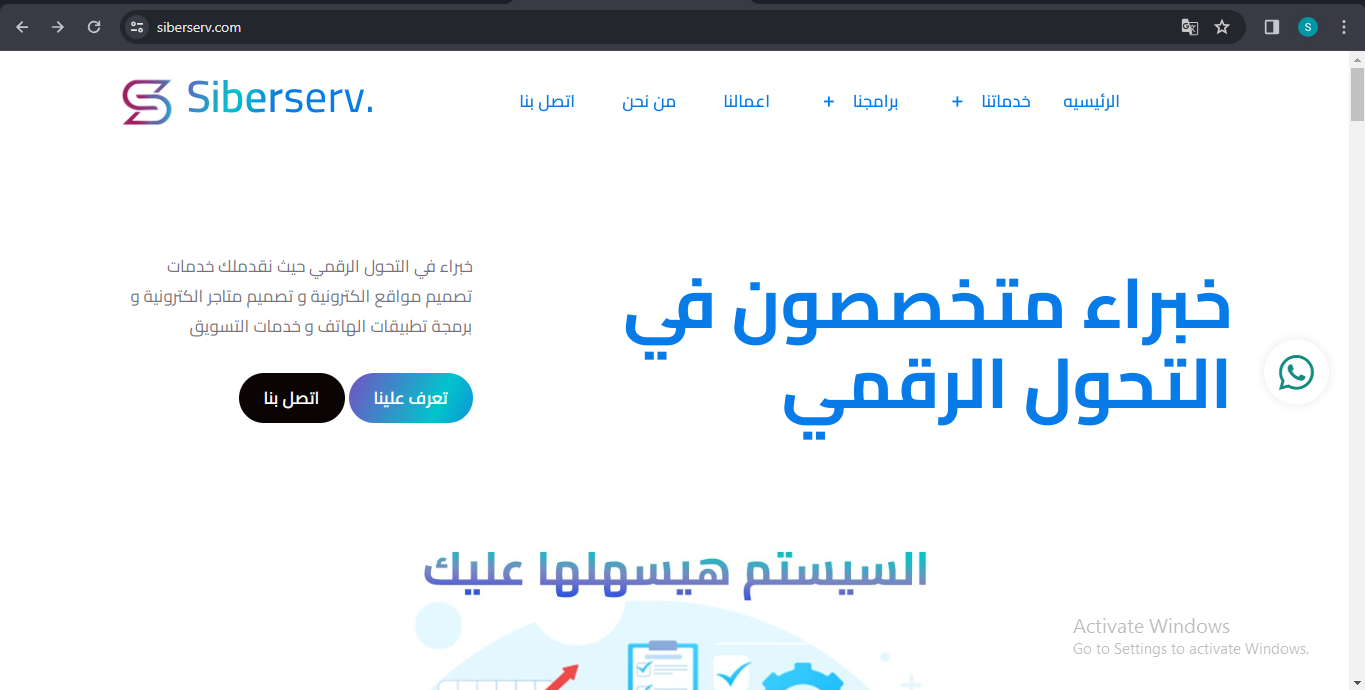 siberserv.com
S
Siberserv.
الرئيسيه
خدماتنا +
برامجنا +
اعمالنا
من نحن
اتصل بنا
خبراء متخصصون في
التحول الرقمي
خبراء في التحول الرقمي حيث نقدملك خدمات
تصميم مواقع الكترونية و تصميم متاجر الكترونية و
برمجة تطبيقات الهاتف و خدمات التسويق
تعرف علينا
اتصل بنا
السيستم هيسهلها عليك
Activate Windows
Go to Settings to activate Windows.